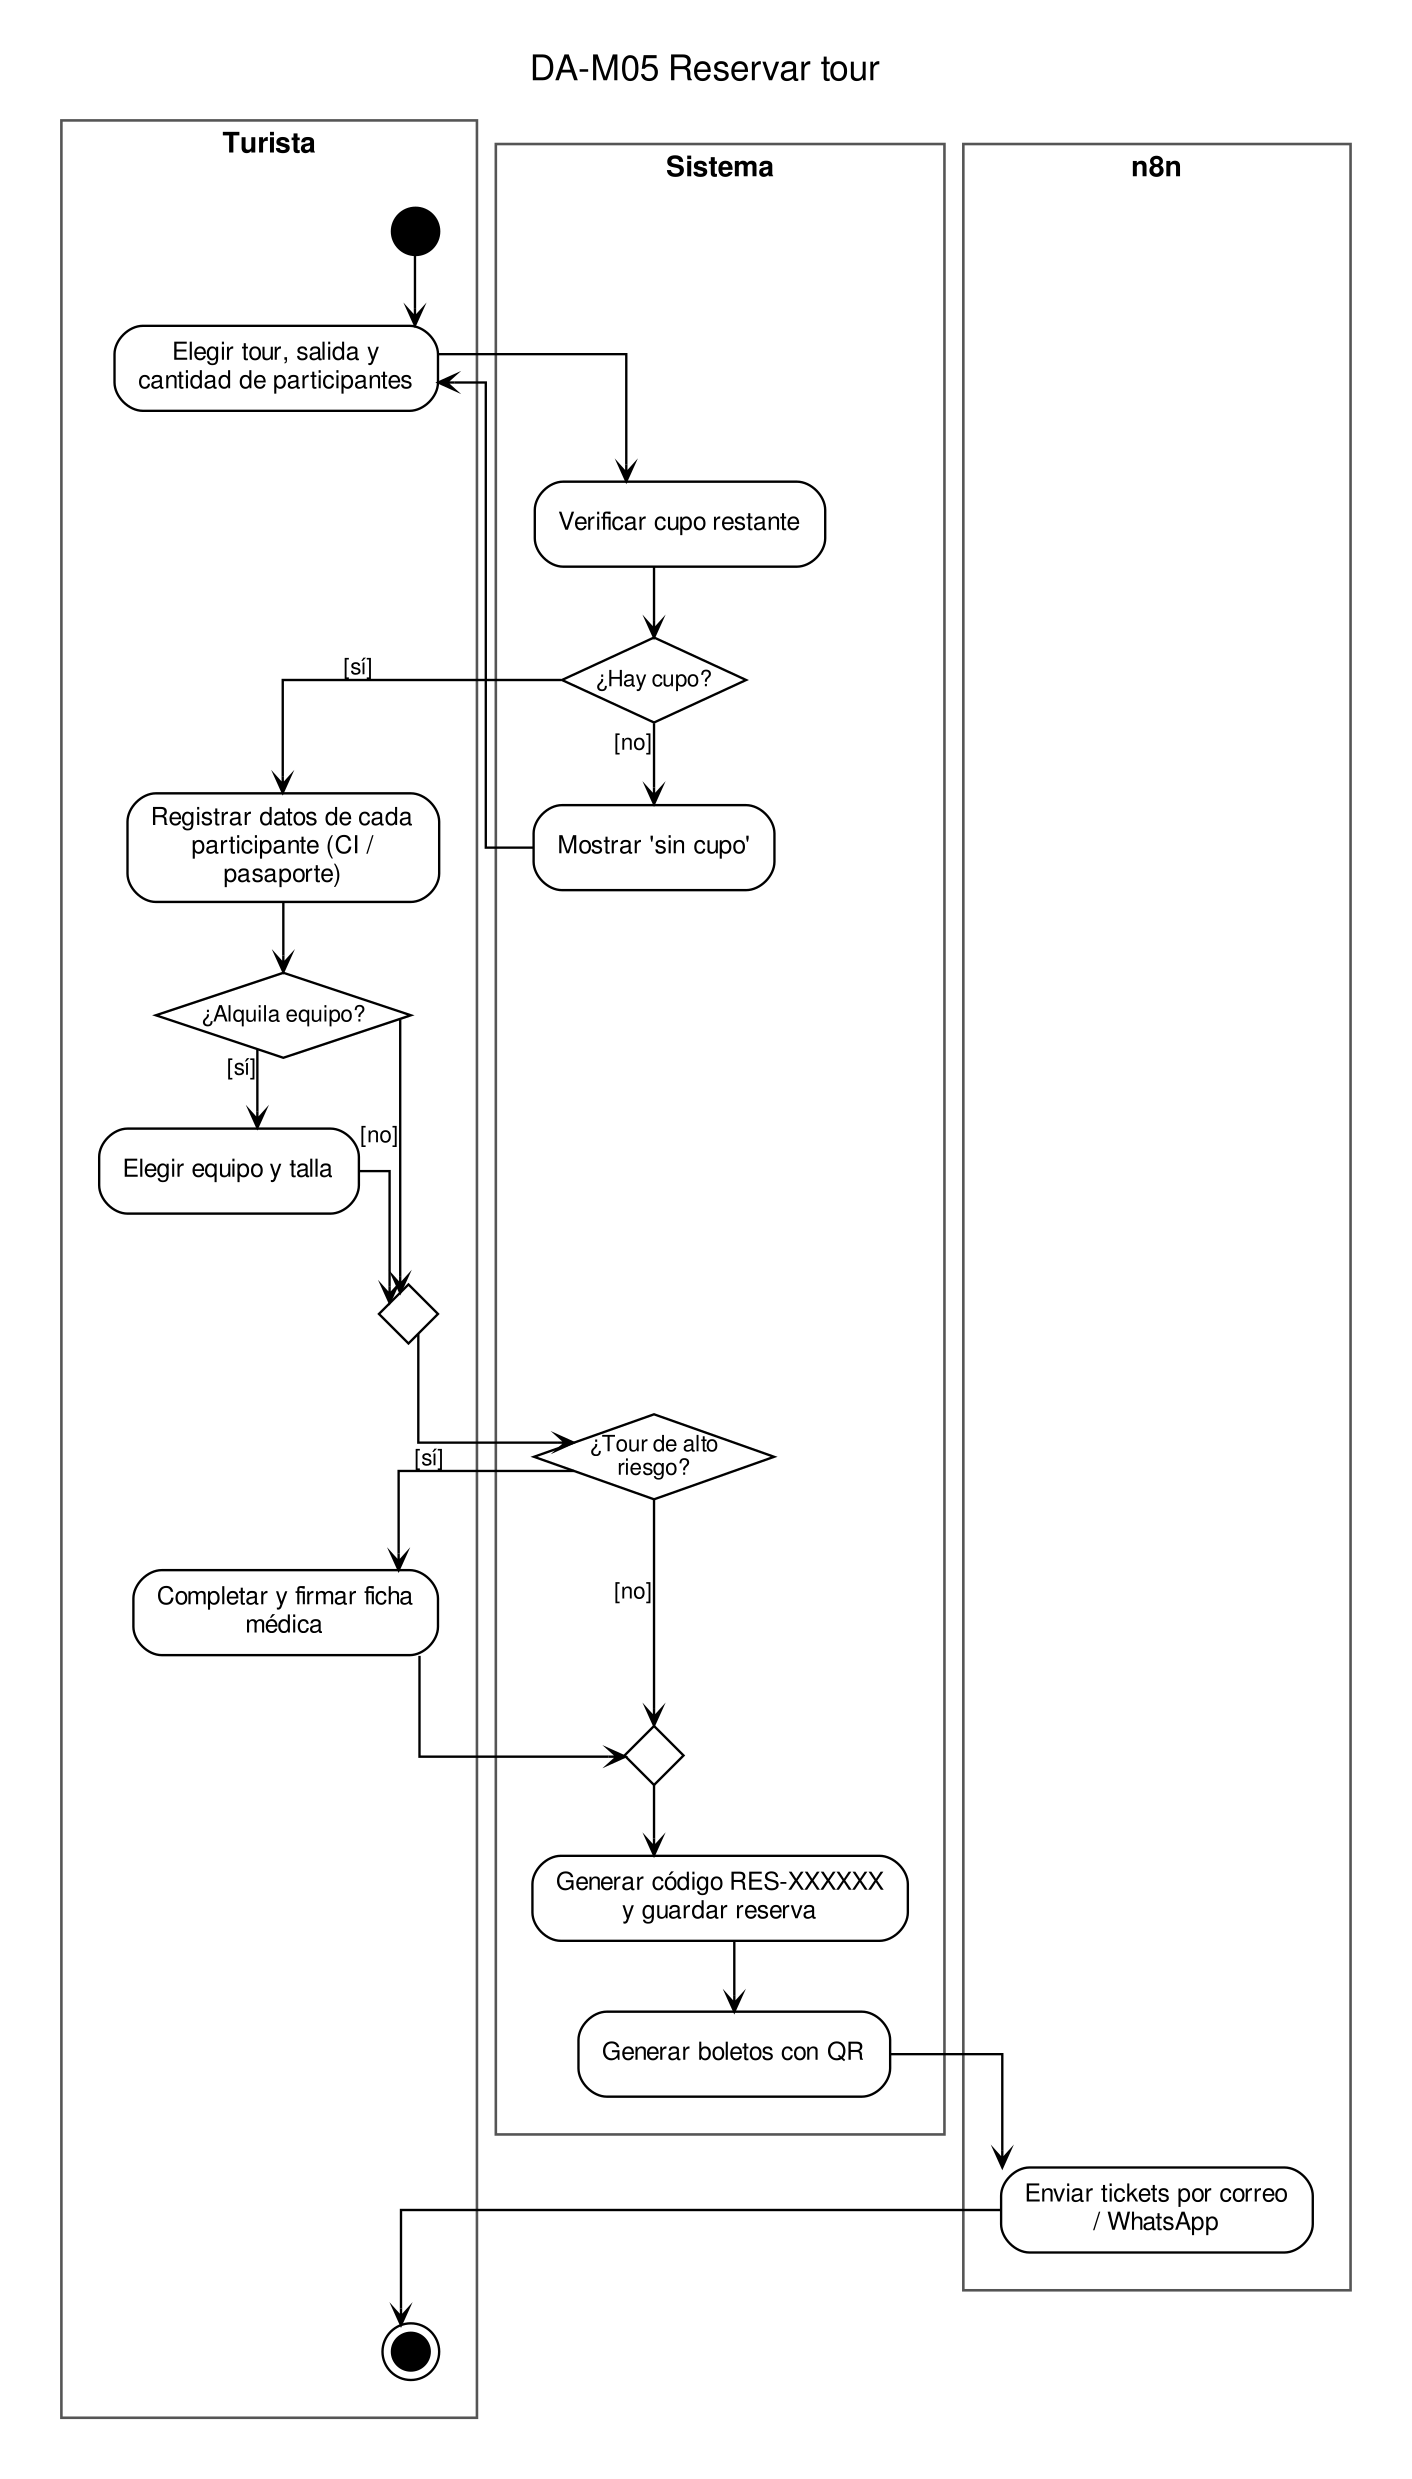 DA-M05 Reservar tour
Turista
Sistema
n8n
Elegir tour, salida y
cantidad de participantes
Verificar cupo restante
¿Hay cupo?
[sí]
[no]
Registrar datos de cada
participante (CI /
pasaporte)
Mostrar 'sin cupo'
¿Alquila equipo?
[sí]
[no]
Elegir equipo y talla
¿Tour de alto
riesgo?
[sí]
[no]
Completar y firmar ficha
médica
Generar código RES-XXXXXX
y guardar reserva
Generar boletos con QR
Enviar tickets por correo
/ WhatsApp